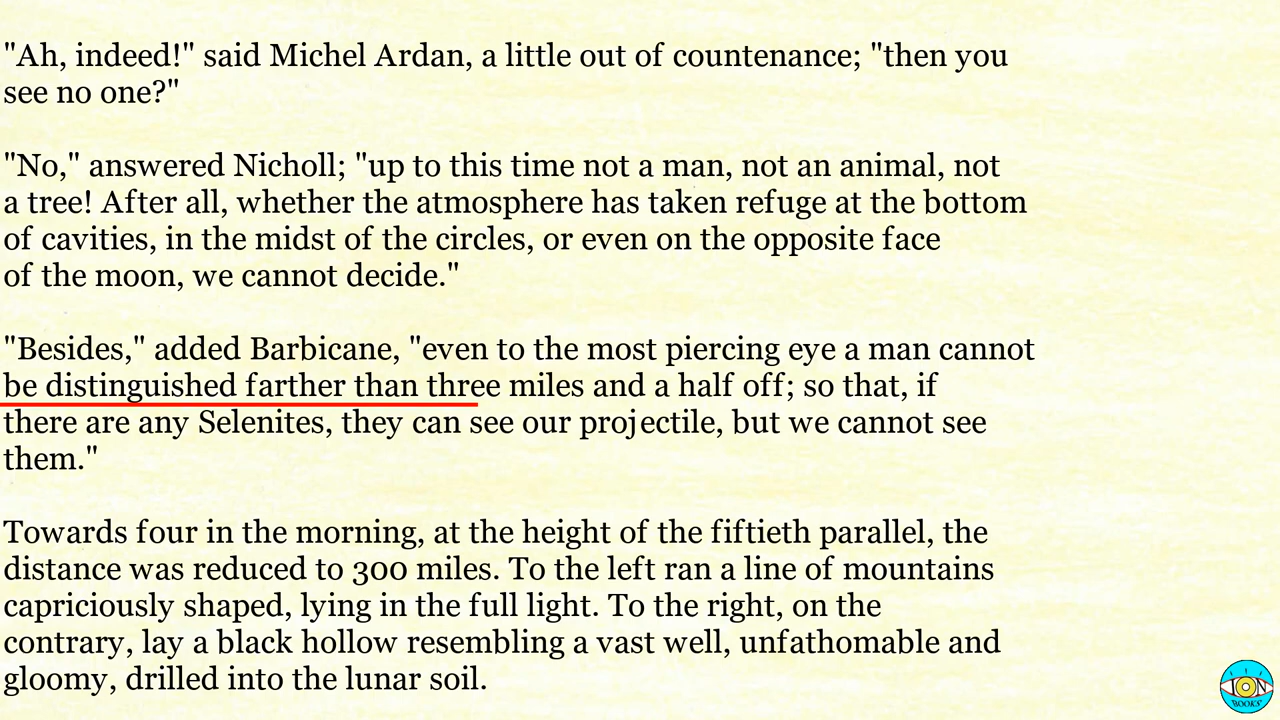 "Ah, indeed!" said Michel Ardan, a little out of countenance; "then you
see no one?"
"No," answered Nicholl; "up to this time not a man, not an animal, not
a tree! After all, whether the atmosphere has taken refuge at the bottom
of cavities, in the midst of the circles, or even on the opposite face
of the moon, we cannot decide."
"Besides," added Barbicane, "even to the most piercing eye a man cannot
be distinguished farther than three miles and a half off; so that, if
there are any Selenites, they can see our projectile, but we cannot see
them."
Towards four in the morning, at the height of the fiftieth parallel, the
distance was reduced to 300 miles. To the left ran a line of mountains
capriciously shaped, lying in the full light. To the right, on the
contrary, lay a black hollow resembling a vast well, unfathomable and
gloomy, drilled into the lunar soil.
ION
BOOKS